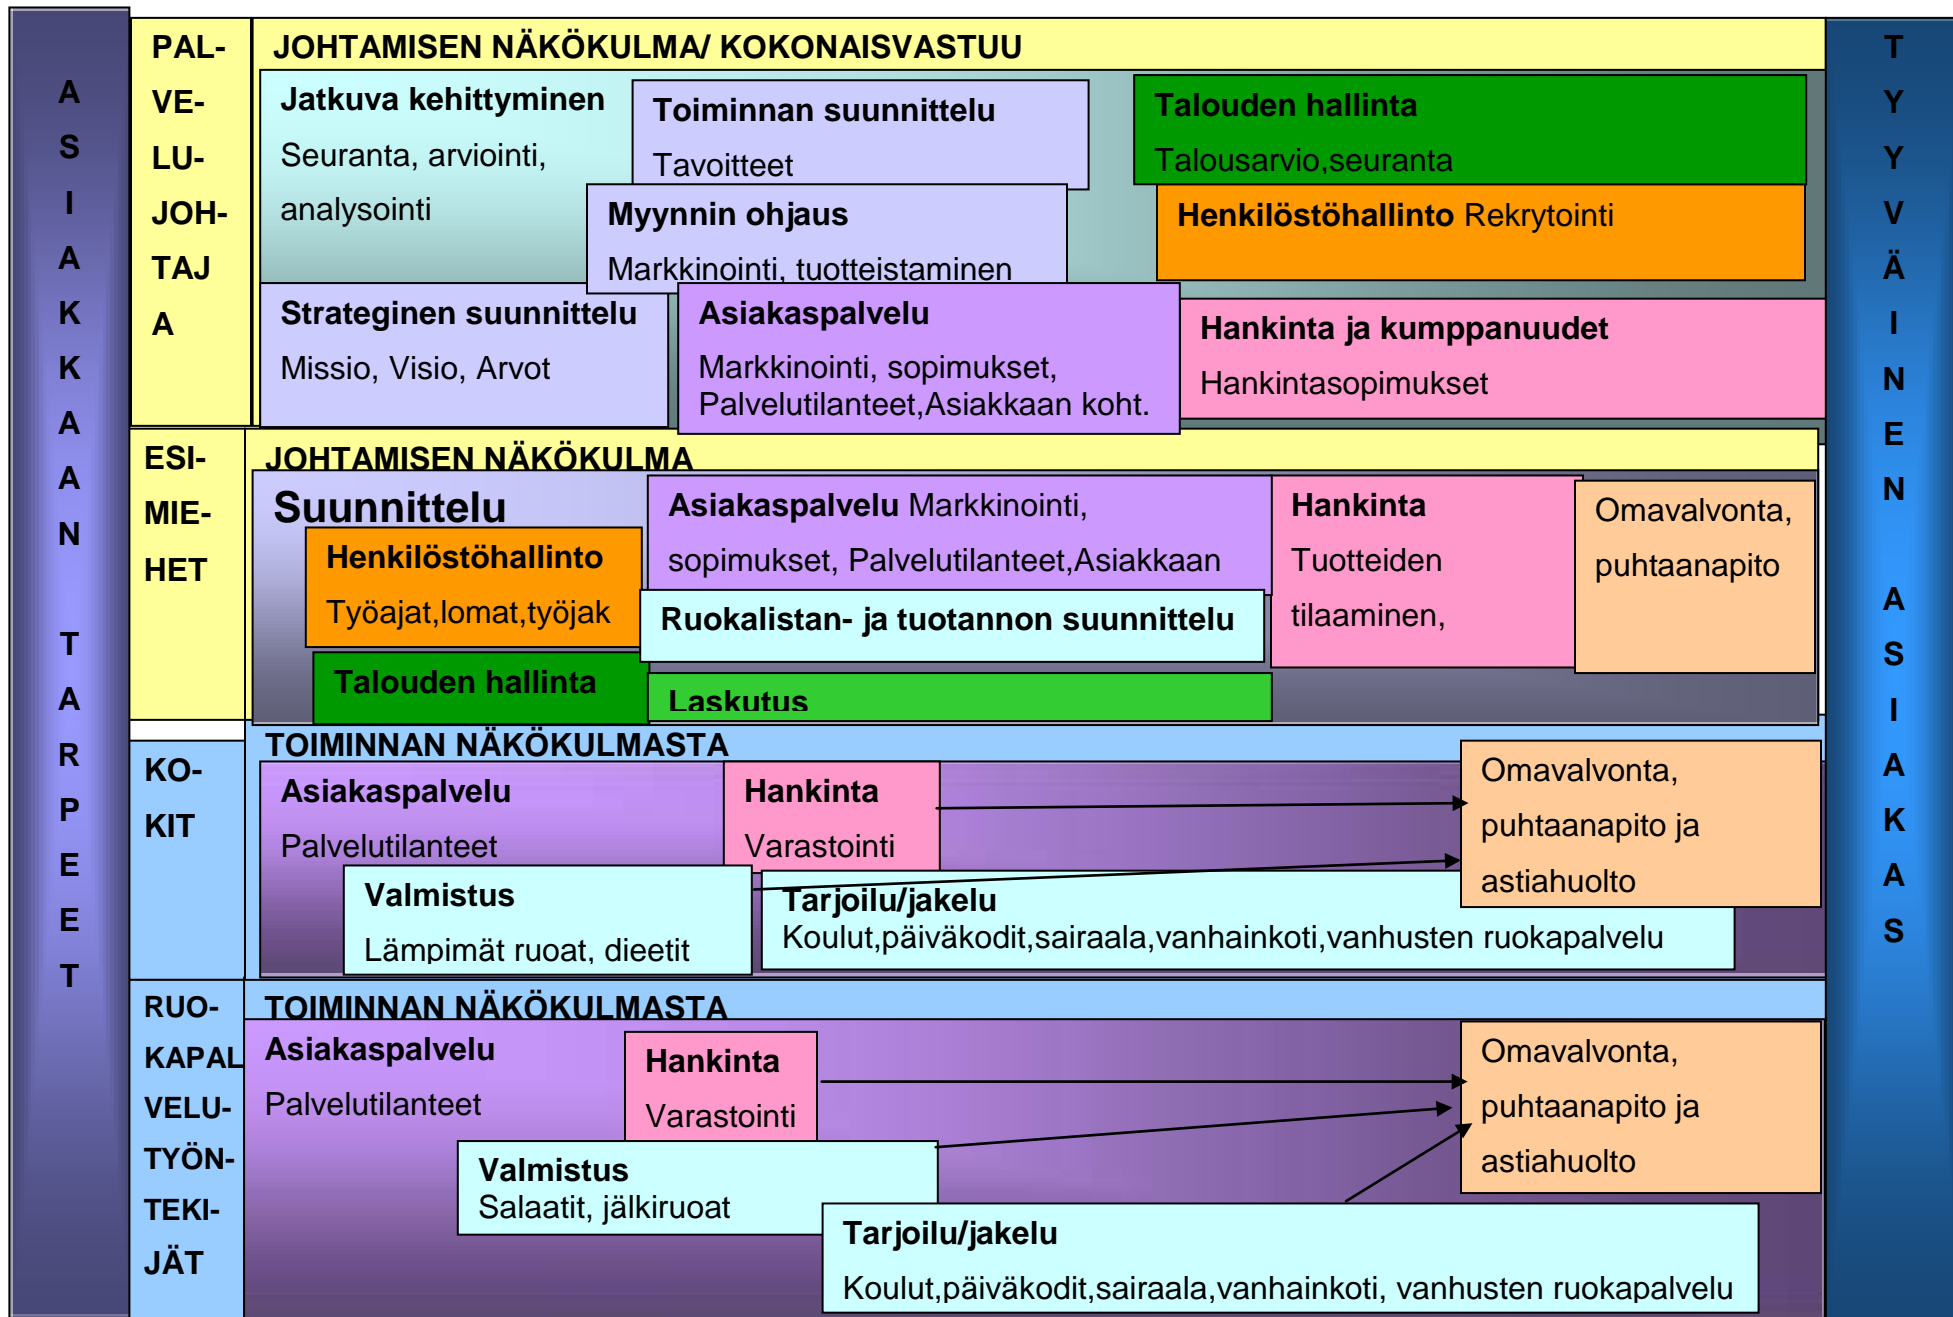 ASIAKKAAN TARPEET
PAL-
VE-
LU-
JOH-
TAJ
A
JOHTAMISEN NÄKÖKULMA/ KOKONAISVASTUU
Jatkuva kehittyminen
Seuranta, arviointi,
analysointi
Toiminnan suunnittelu
Tavoitteet
Talouden hallinta
Talousarvio,seuranta
Myynnin ohjaus
Markkinointi, tuotteistaminen
Henkilöstöhallinto Rekrytointi
Strateginen suunnittelu
Missio, Visio, Arvot
Asiakaspalvelu
Markkinointi, sopimukset,
Palvelutilanteet,Asiakkaan koht.
Hankinta ja kumppanuudet
Hankintasopimukset
ESI-
MIE-
HET
JOHTAMISEN NÄKÖKULMA
Suunnittelu
Henkilöstöhallinto
Työajat,lomat,työjak
Talouden hallinta
Asiakaspalvelu Markkinointi,
sopimukset, Palvelutilanteet,Asiakkaan
Ruokalistan- ja tuotannon suunnittelu
Laskutus
Hankinta
Tuotteiden
tilaaminen,
Omavalvonta,
puhtaanapito
KO-
KIT
TOIMINNAN NÄKÖKULMASTA
Asiakaspalvelu
Palvelutilanteet
Hankinta
Varastointi
Valmistus
Lämpimät ruoat, dieetit
Tarjoilu/jakelu
Koulut,päiväkodit,sairaala,vanhainkoti,vanhusten ruokapalvelu
Omavalvonta,
puhtaanapito ja
astiahuolto
RUO-
KAPAL
VELU-
TYÖN-
TEKI-
JÄT
TOIMINNAN NÄKÖKULMASTA
Asiakaspalvelu
Palvelutilanteet
Hankinta
Varastointi
Valmistus
Salaatit, jälkiruoat
Tarjoilu/jakelu
Koulut,päiväkodit,sairaala,vanhainkoti, vanhusten ruokapalvelu
Omavalvonta,
puhtaanapito ja
astiahuolto
TYYVÄINEN ASIAKAS